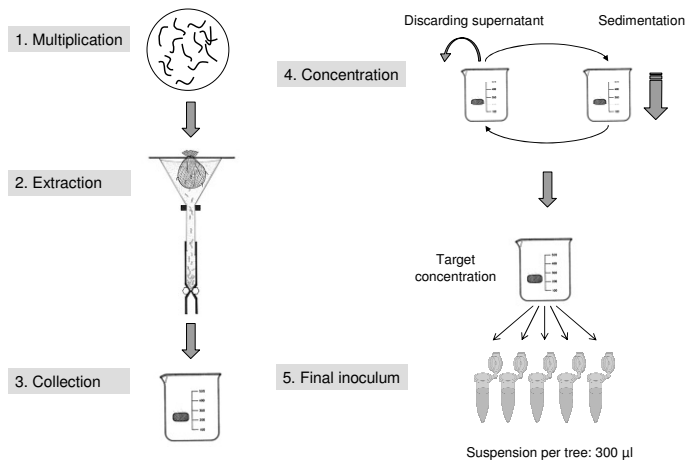 1. Multiplication
2. Extraction
3. Collection
Discarding supernatant
Sedimentation
4. Concentration
Target
concentration
5. Final inoculum
Suspension per tree: 300 µl